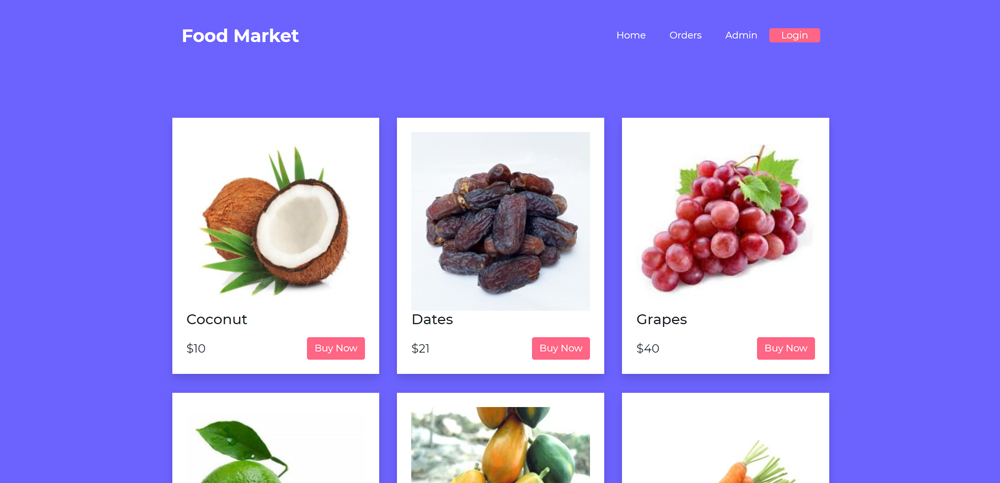 Food Market
Home Orders Admin Login
Coconut
$10 Buy Now
Dates
$21 Buy Now
Grapes
$40 Buy Now